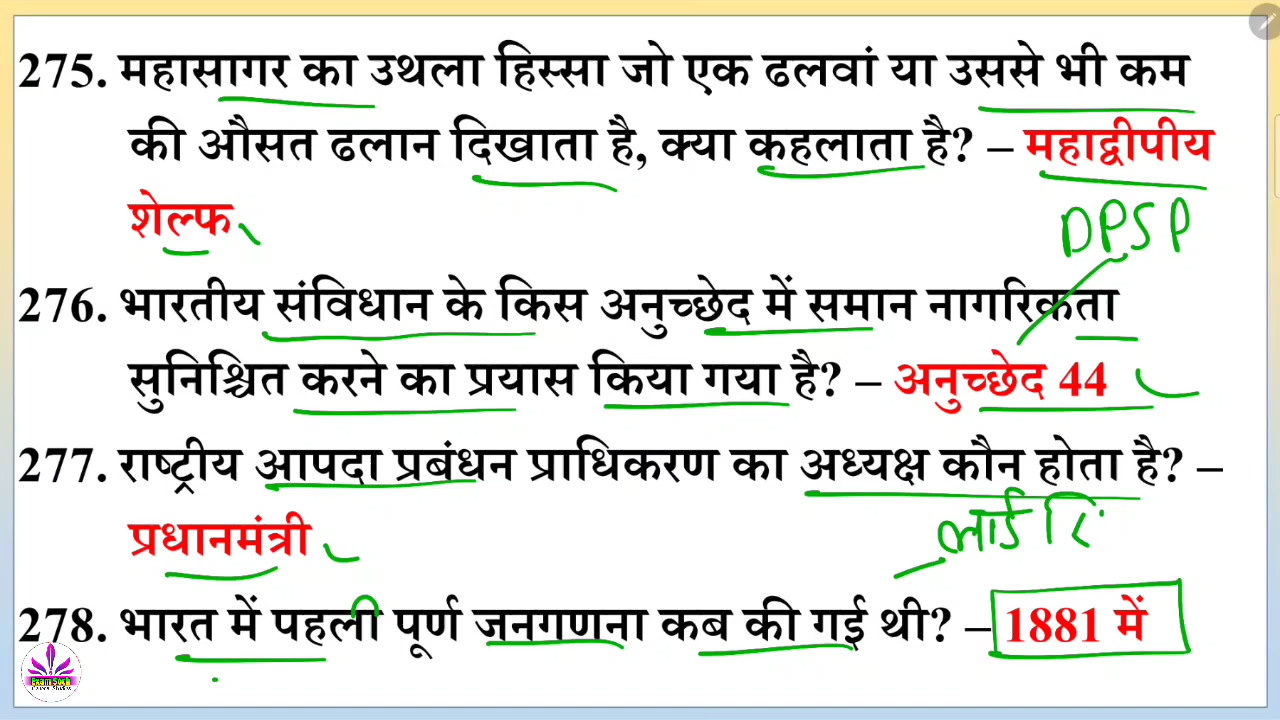 275. महासागर का उथला हिस्सा जो एक ढलवां या उससे भी कम
की औसत ढलान दिखाता है, क्या कहलाता है? – महाद्वीपीय
शेल्फ
DPSP
276. भारतीय संविधान के किस अनुच्छेद में समान नागरिकता
सुनिश्चित करने का प्रयास किया गया है? – अनुच्छेद 44
277. राष्ट्रीय आपदा प्रबंधन प्राधिकरण का अध्यक्ष कौन होता है? –
प्रधानमंत्री
लार्ड रि
278. भारत में पहली पूर्ण जनगणना कब की गई थी? – 1881 में
Exam Soch